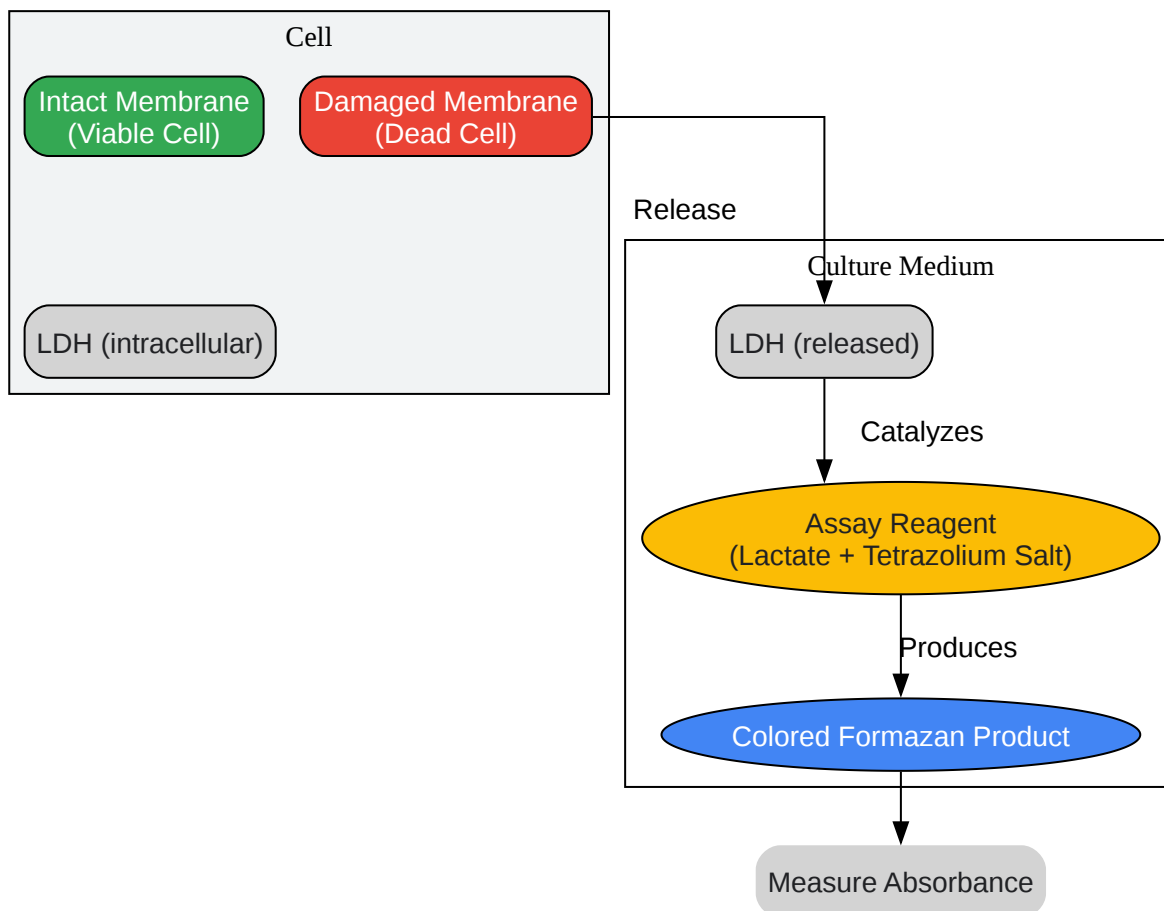 Cell
Intact Membrane
(Viable Cell)
Damaged Membrane
(Dead Cell)
Release
Culture Medium
LDH (intracellular)
LDH (released)
Catalyzes
Assay Reagent
(Lactate + Tetrazolium Salt)
Produces
Colored Formazan Product
Measure Absorbance